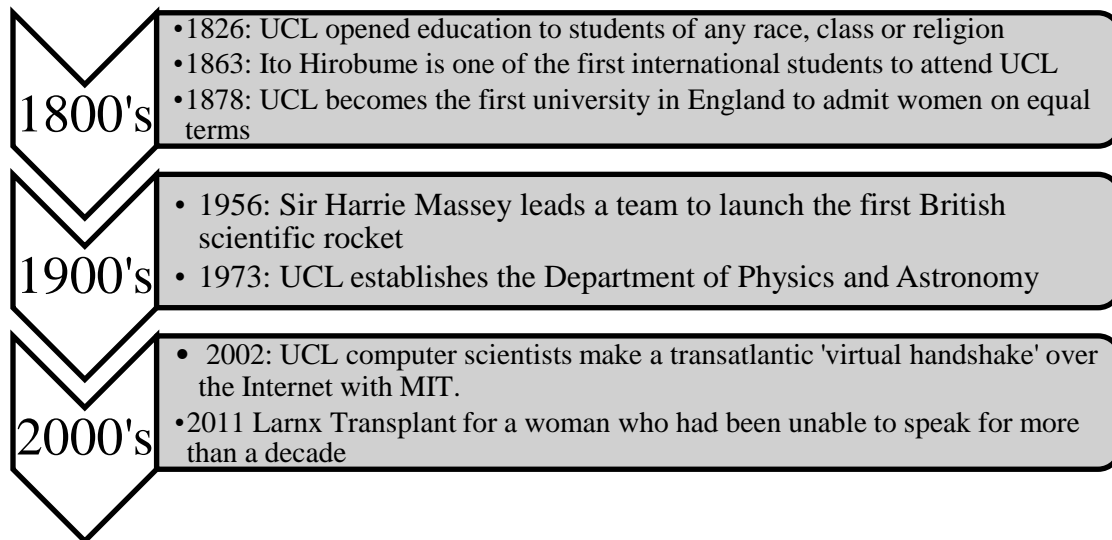 1800's
•1826: UCL opened education to students of any race, class or religion
•1863: Ito Hirobume is one of the first international students to attend UCL
•1878: UCL becomes the first university in England to admit women on equal
terms
1900's
• 1956: Sir Harrie Massey leads a team to launch the first British
scientific rocket
• 1973: UCL establishes the Department of Physics and Astronomy
2000's
• 2002: UCL computer scientists make a transatlantic 'virtual handshake' over
the Internet with MIT.
•2011 Larnx Transplant for a woman who had been unable to speak for more
than a decade